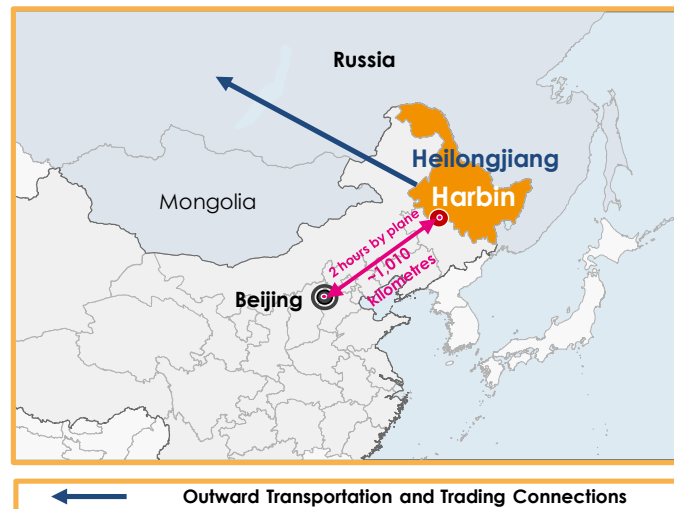 Russia
Heilongjiang
Harbin
Mongolia
2 hours by plane
~1,010
kilometres
Beijing
Outward Transportation and Trading Connections